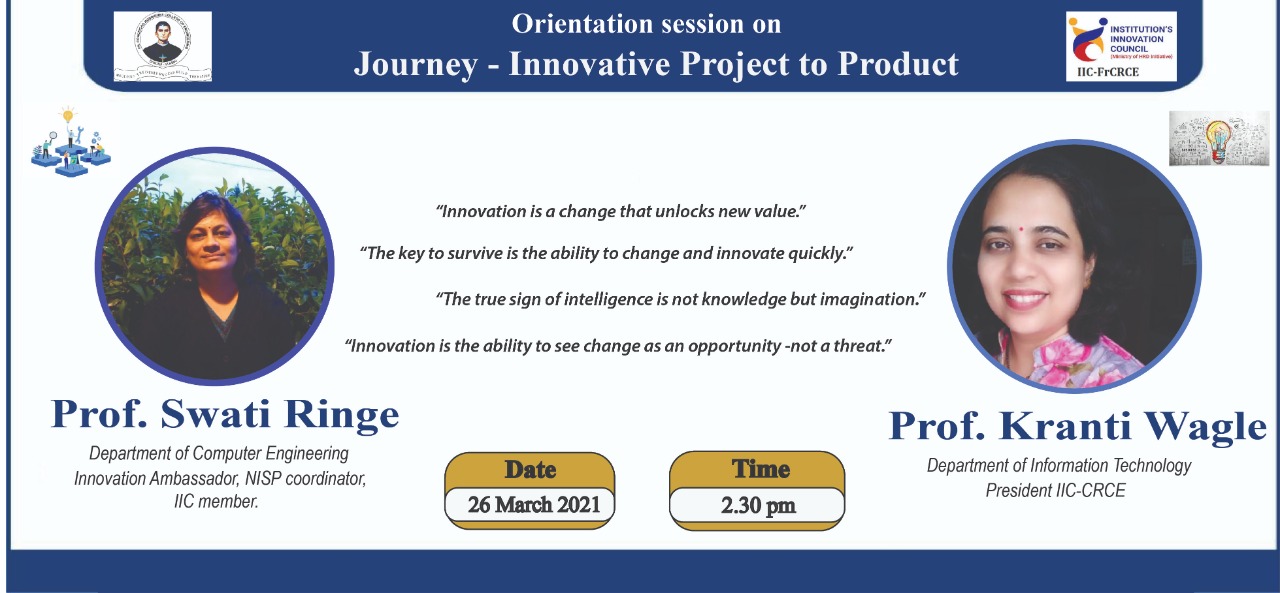 Orientation session on
Journey - Innovative Project to Product
INSTITUTION'S
INNOVATION
COUNCIL
(Ministry of HRD Initiative)
IIC-FrCRCE
“Innovation is a change that unlocks new value.”
“The key to survive is the ability to change and innovate quickly.”
“The true sign of intelligence is not knowledge but imagination.”
“Innovation is the ability to see change as an opportunity -not a threat.”
Prof. Swati Ringe
Department of Computer Engineering
Innovation Ambassador, NISP coordinator,
IIC member.
Prof. Kranti Wagle
Department of Information Technology
President IIC-CRCE
Date
26 March 2021
Time
2.30 pm